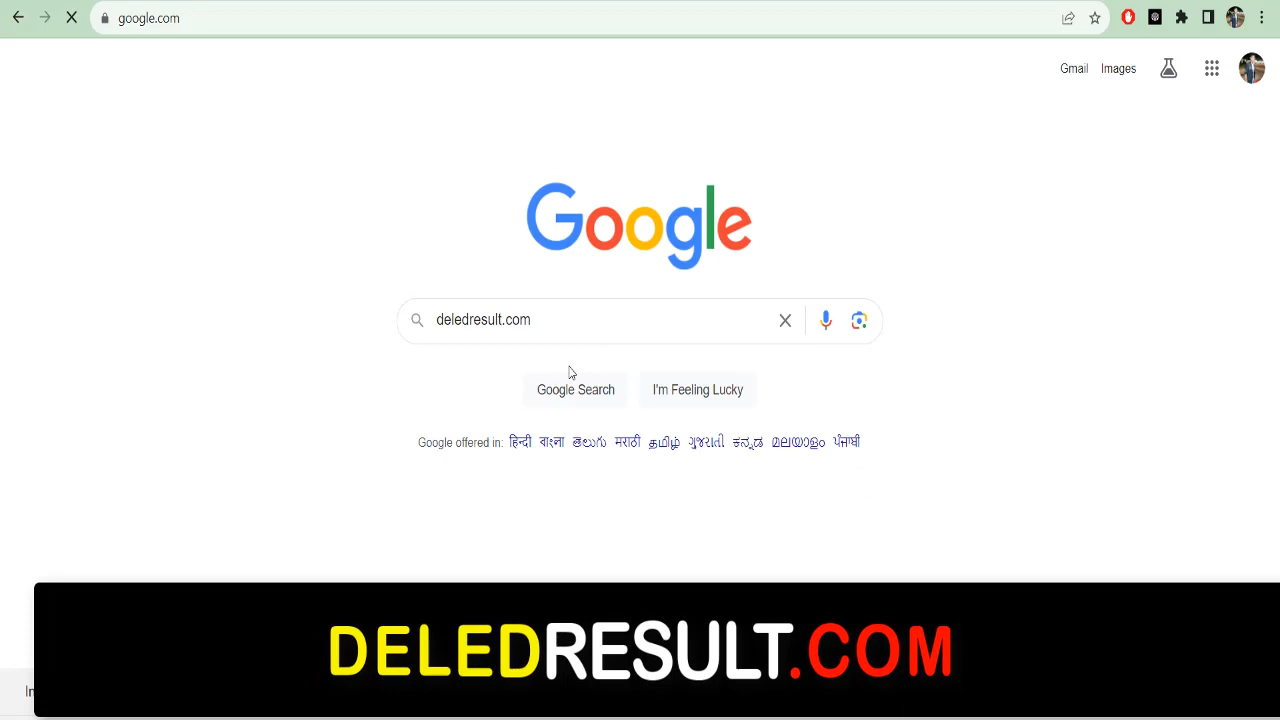 google.com
Gmail Images
Google
deledresult.com
Google Search I'm Feeling Lucky
Google offered in: हिन्दी বাংলা తెలుగు मराठी தமிழ் ગુજરાતી ಕನ್ನಡ മലയാളം ਪੰਜਾਬੀ
DELEDRESULT.COM